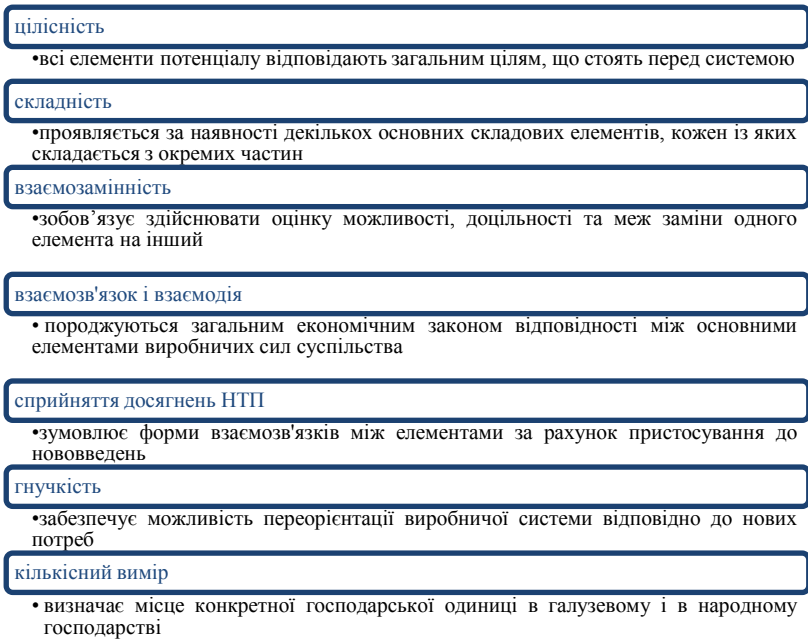 цілісність
•всі елементи потенціалу відповідають загальним цілям, що стоять перед системою
складність
•проявляється за наявності декількох основних складових елементів, кожен із яких
складається з окремих частин
взаємозамінність
•зобов’язує здійснювати оцінку можливості, доцільності та меж заміни одного
елемента на інший
взаємозв'язок і взаємодія
• породжуються загальним економічним законом відповідності між основними
елементами виробничих сил суспільства
сприйняття досягнень НТП
•зумовлює форми взаємозв'язків між елементами за рахунок пристосування до
нововведень
гнучкість
•забезпечує можливість переорієнтації виробничої системи відповідно до нових
потреб
кількісний вимір
• визначає місце конкретної господарської одиниці в галузевому і в народному
господарстві